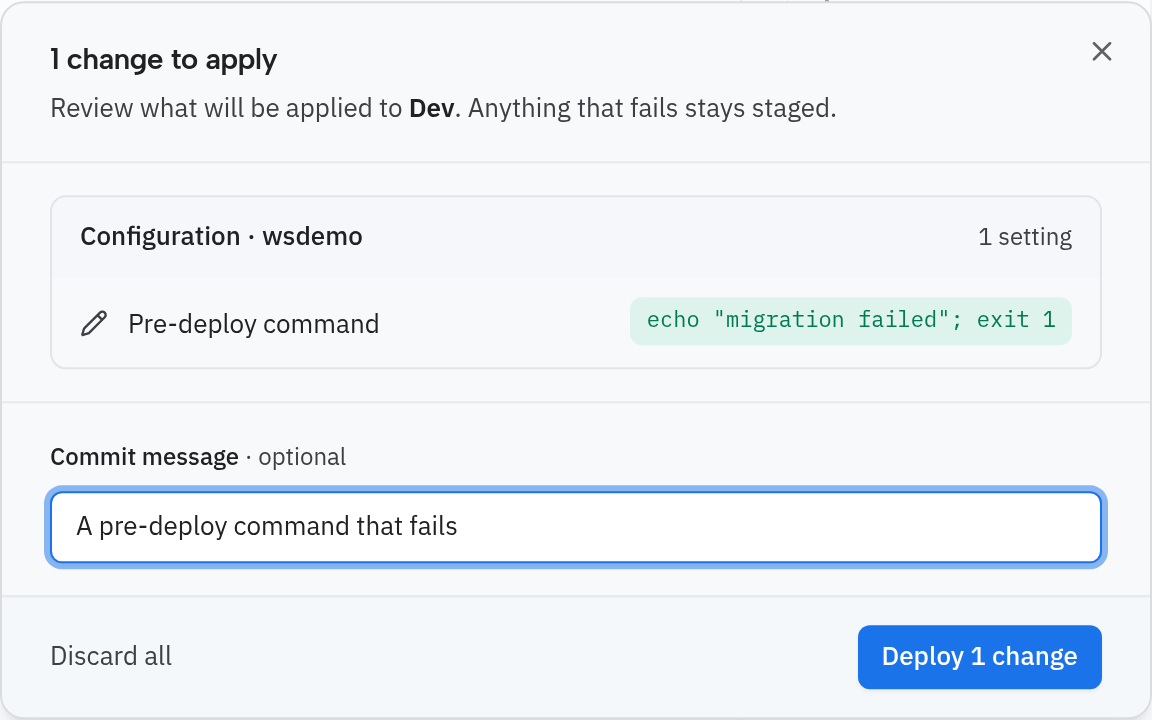 1 change to apply
Review what will be applied to Dev. Anything that fails stays staged.
Configuration · wsdemo
1 setting
Pre-deploy command
echo "migration failed"; exit 1
Commit message · optional
A pre-deploy command that fails
Discard all
Deploy 1 change